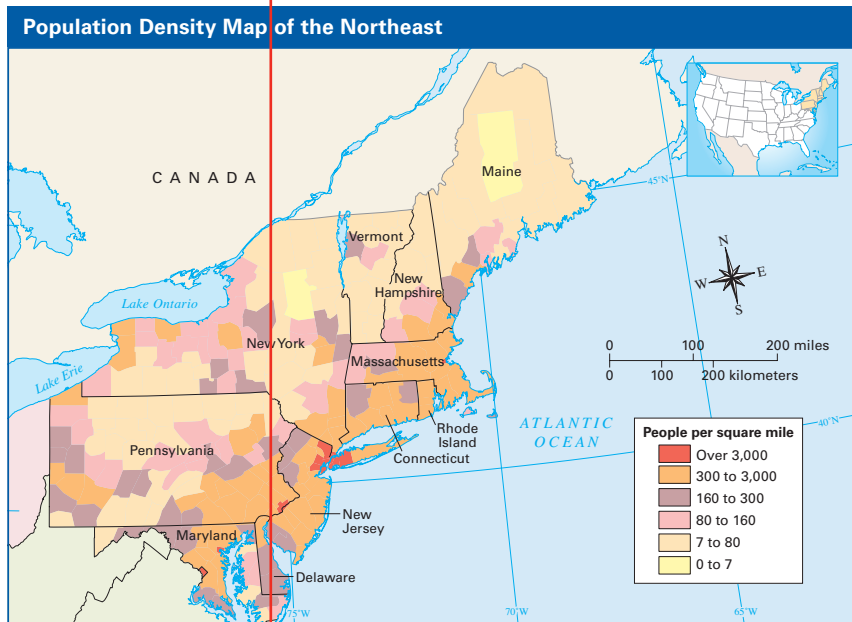 Population Density Map of the Northeast
CANADA
Maine
45°N
Vermont
New
Hampshire
N
W
E
S
Lake Ontario
New York
Massachusetts
0 100 200 miles
0 100 200 kilometers
Lake Erie
Rhode
Island
Connecticut
ATLANTIC
OCEAN
40°N
Pennsylvania
New
Jersey
Maryland
Delaware
75°W
70°W
65°W
People per square mile
Over 3,000
300 to 3,000
160 to 300
80 to 160
7 to 80
0 to 7